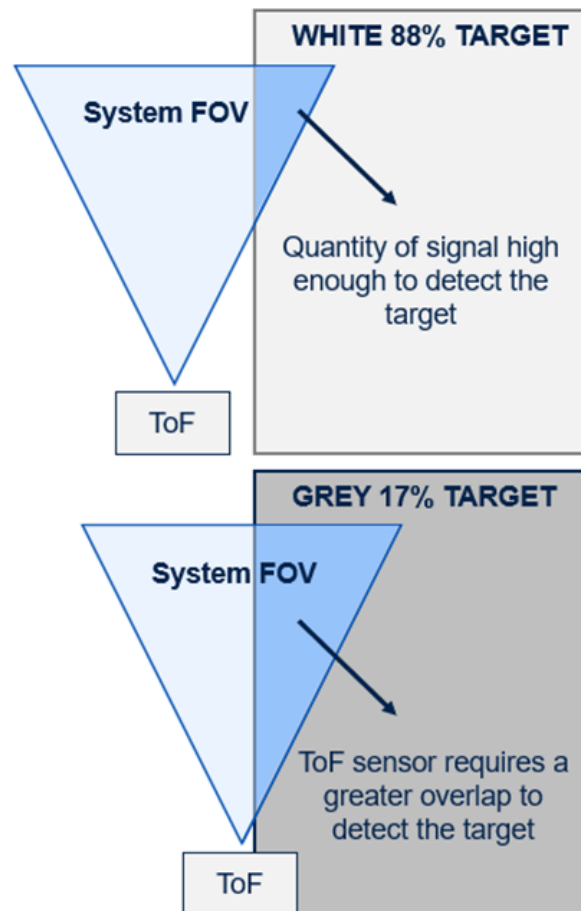 WHITE 88% TARGET
System FOV
Quantity of signal high
enough to detect the
target
ToF
GREY 17% TARGET
System FOV
ToF sensor requires a
greater overlap to
detect the target
ToF